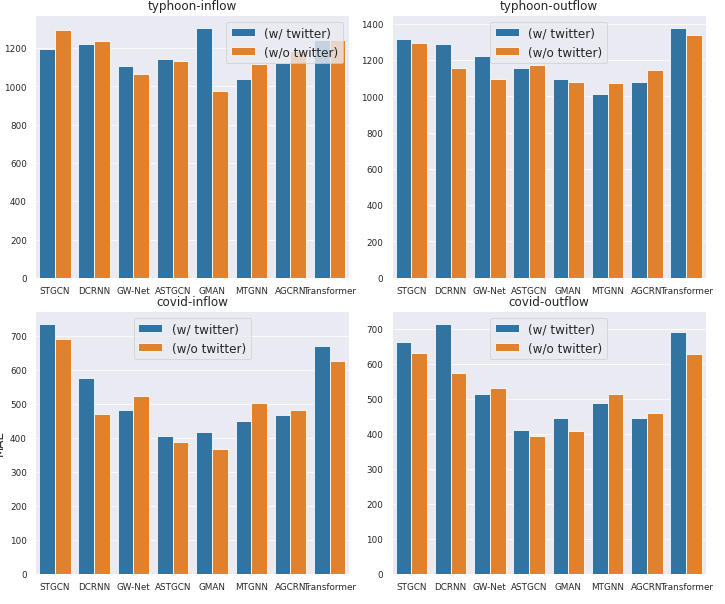 typhoon-inflow
(w/ twitter)
(w/o twitter)
1200
1000
800
600
400
200
0
STGCN DCRNN GW-Net ASTGCN GMAN MTGNN AGCRN Transformer
typhoon-outflow
(w/ twitter)
(w/o twitter)
1400
1200
1000
800
600
400
200
0
STGCN DCRNN GW-Net ASTGCN GMAN MTGNN AGCRN Transformer
covid-inflow
(w/ twitter)
(w/o twitter)
700
600
500
400
300
200
100
0
MAE
STGCN DCRNN GW-Net ASTGCN GMAN MTGNN AGCRN Transformer
covid-outflow
(w/ twitter)
(w/o twitter)
700
600
500
400
300
200
100
0
STGCN DCRNN GW-Net ASTGCN GMAN MTGNN AGCRN Transformer